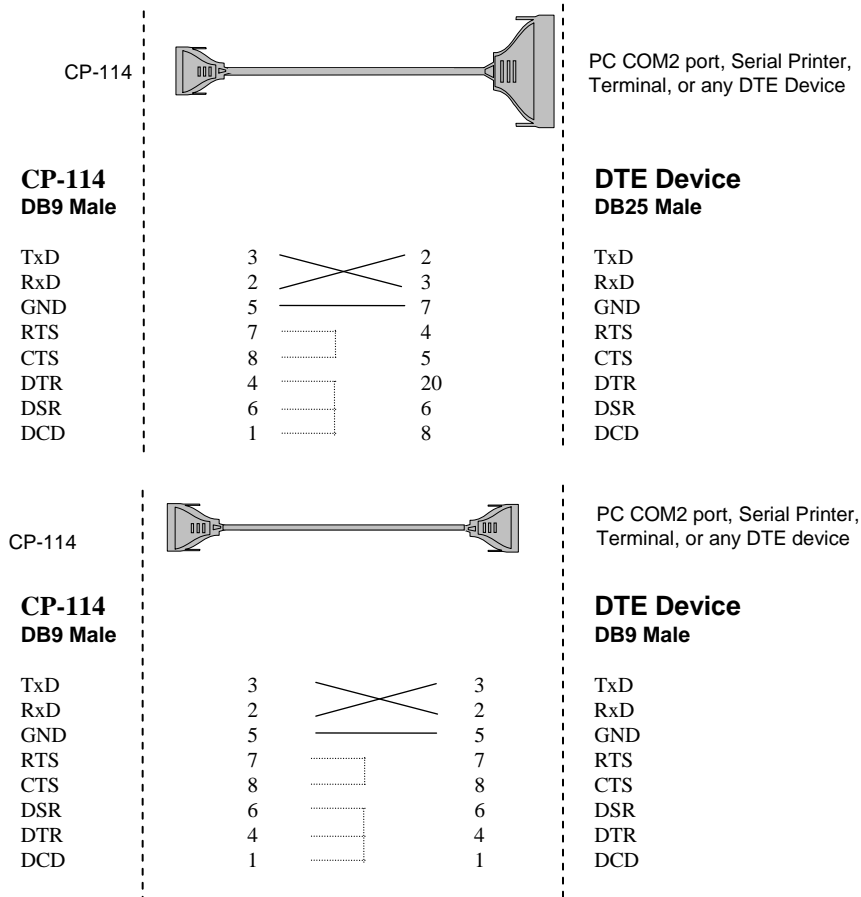 CP-114
PC COM2 port, Serial Printer,
Terminal, or any DTE Device
CP-114 DTE Device
DB9 Male DB25 Male
TxD 3 2 TxD
RxD 2 3 RxD
GND 5 7 GND
RTS 7 4 RTS
CTS 8 5 CTS
DTR 4 20 DTR
DSR 6 6 DSR
DCD 1 8 DCD
CP-114
PC COM2 port, Serial Printer,
Terminal, or any DTE device
CP-114 DTE Device
DB9 Male DB9 Male
TxD 3 3 TxD
RxD 2 2 RxD
GND 5 5 GND
RTS 7 7 RTS
CTS 8 8 CTS
DSR 6 6 DSR
DTR 4 4 DTR
DCD 1 1 DCD